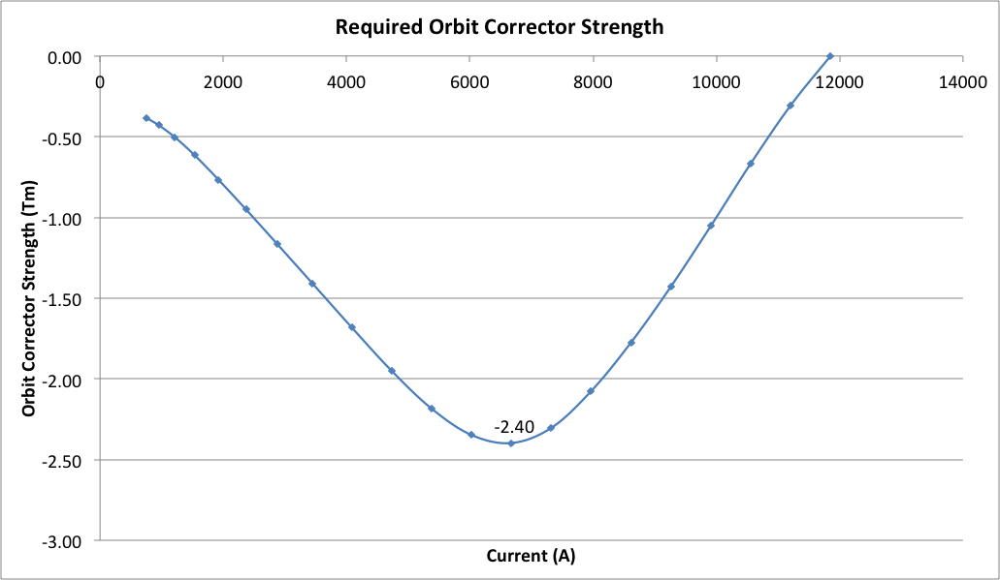 Required Orbit Corrector Strength
0.00
0 2000 4000 6000 8000 10000 12000 14000
-0.50
-1.00
-1.50
-2.00
-2.40
-2.50
-3.00
Orbit Corrector Strength (Tm)
Current (A)